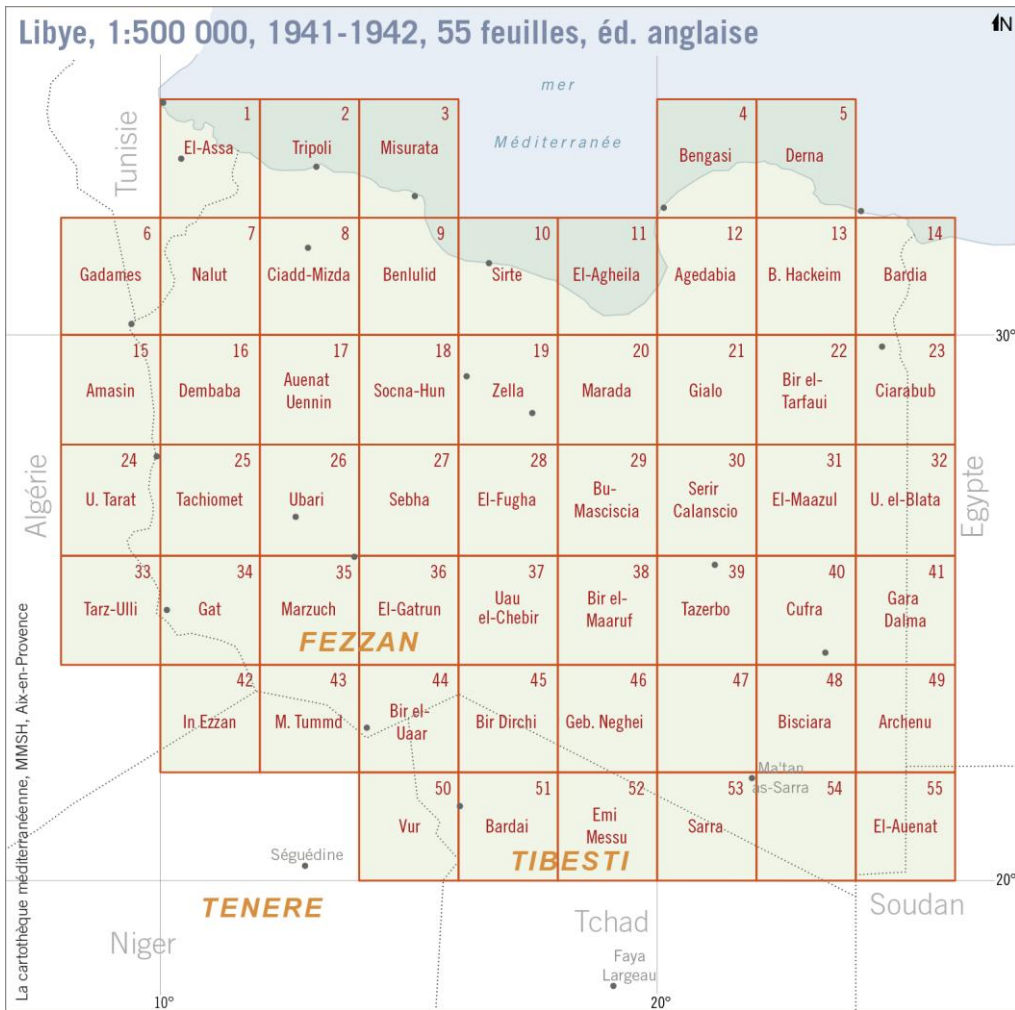 Libye, 1:500 000, 1941-1942, 55 feuilles, éd. anglaise
N
mer
Méditerranée
Tunisie
1
El-Assa
2
Tripoli
3
Misurata
4
Bengasi
5
Derna
6
Gadames
7
Nalut
8
Ciadd-Mizda
9
Benlulid
10
Sirte
11
El-Agheila
12
Agedabia
13
B. Hackeim
14
Bardia
30°
15
Amasin
16
Dembaba
17
Auenat
Uennin
18
Socna-Hun
19
Zella
20
Marada
21
Gialo
22
Bir el-
Tarfaui
23
Ciarabub
Algérie
24
U. Tarat
25
Tachiomet
26
Ubari
27
Sebha
28
El-Fugha
29
Bu-
Masciscia
30
Serir
Calanscio
31
El-Maazul
32
U. el-Blata
Egypte
33
Tarz-Ulli
34
Gat
35
Marzuch
36
El-Gatrun
37
Uau
el-Chebir
38
Bir el-
Maaruf
39
Tazerbo
40
Cufra
41
Gara
Dalma
FEZZAN
42
In Ezzan
43
M. Tummd
44
Bir el-
Uaar
45
Bir Dirchi
46
Geb. Neghei
47
48
Bisciara
49
Archenu
Ma'tan
as-Sarra
50
Vur
51
Bardai
52
Emi
Messu
53
Sarra
54
55
El-Auenat
TIBESTI
Séguédine
TENERE
20°
Niger
Tchad
Soudan
Faya
Largeau
10°
20°
La cartothèque méditerranéenne, MMSH, Aix-en-Provence